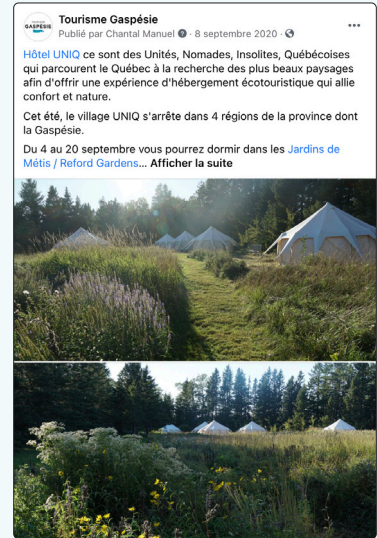 Tourisme Gaspésie
GASPÉSIE
Publié par Chantal Manuel · 8 septembre 2020 ·
Hôtel UNIQ ce sont des Unités, Nomades, Insolites, Québécoises
qui parcourent le Québec à la recherche des plus beaux paysages
afin d'offrir une expérience d'hébergement écotouristique qui allie
confort et nature.
Cet été, le village UNIQ s'arrête dans 4 régions de la province dont
la Gaspésie.
Du 4 au 20 septembre vous pourrez dormir dans les Jardins de
Métis / Reford Gardens... Afficher la suite